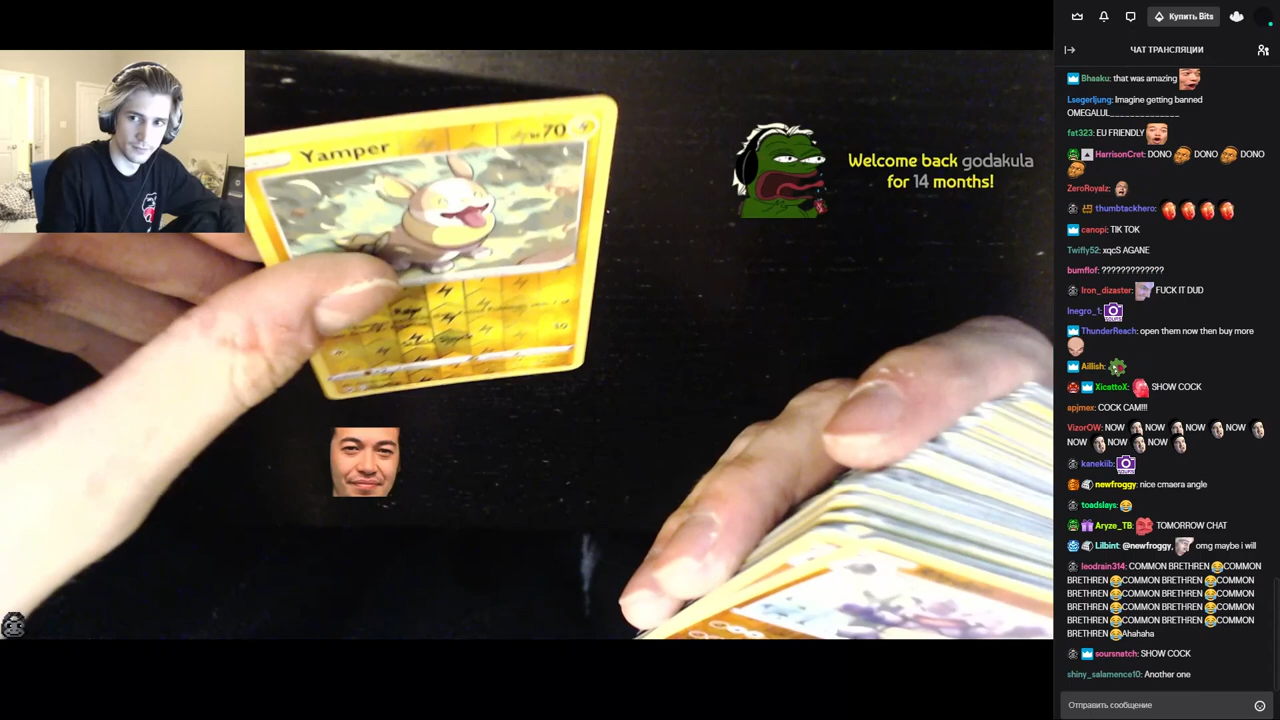 Купить Bits
ЧАТ ТРАНСЛЯЦИИ
Yamper
70
Welcome back godakula
for 14 months!
Bhaaku: that was amazing
Lsegerljung: Imagine getting banned
OMEGALUL______________
fat323: EU FRIENDLY
HarrisonCret: DONO DONO DONO
ZeroRoyalz:
thumbtackhero:
canopi: TIK TOK
Twifly52: xqcS AGANE
bumflof: ?????????????
Iron_dizaster: FUCK IT DUD
Inegro_1:
ThunderReach: open them now then buy more
Aillish:
XicattoX: SHOW COCK
apjmex: COCK CAM!!!
VizorOW: NOW NOW NOW NOW
NOW NOW NOW
kanekiib:
newfroggy: nice cmaera angle
toadslays: 😂
Aryze_TB: TOMORROW CHAT
Lilbint: @newfroggy, omg maybe i will
leodrain314: COMMON BRETHREN 😂COMMON
BRETHREN 😂COMMON BRETHREN 😂COMMON
BRETHREN 😂COMMON BRETHREN 😂COMMON
BRETHREN 😂COMMON BRETHREN 😂COMMON
BRETHREN 😂COMMON BRETHREN 😂COMMON
BRETHREN 😂Ahahaha
soursnatch: SHOW COCK
shiny_salamence10: Another one
Отправить сообщение